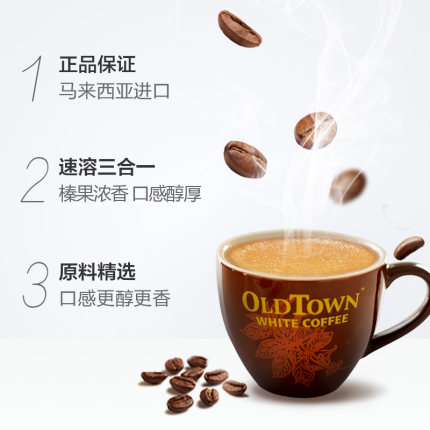 1 正品保证
马来西亚进口
2 速溶三合一
榛果浓香 口感醇厚
3 原料精选
口感更醇更香
OLDTOWN
WHITE COFFEE